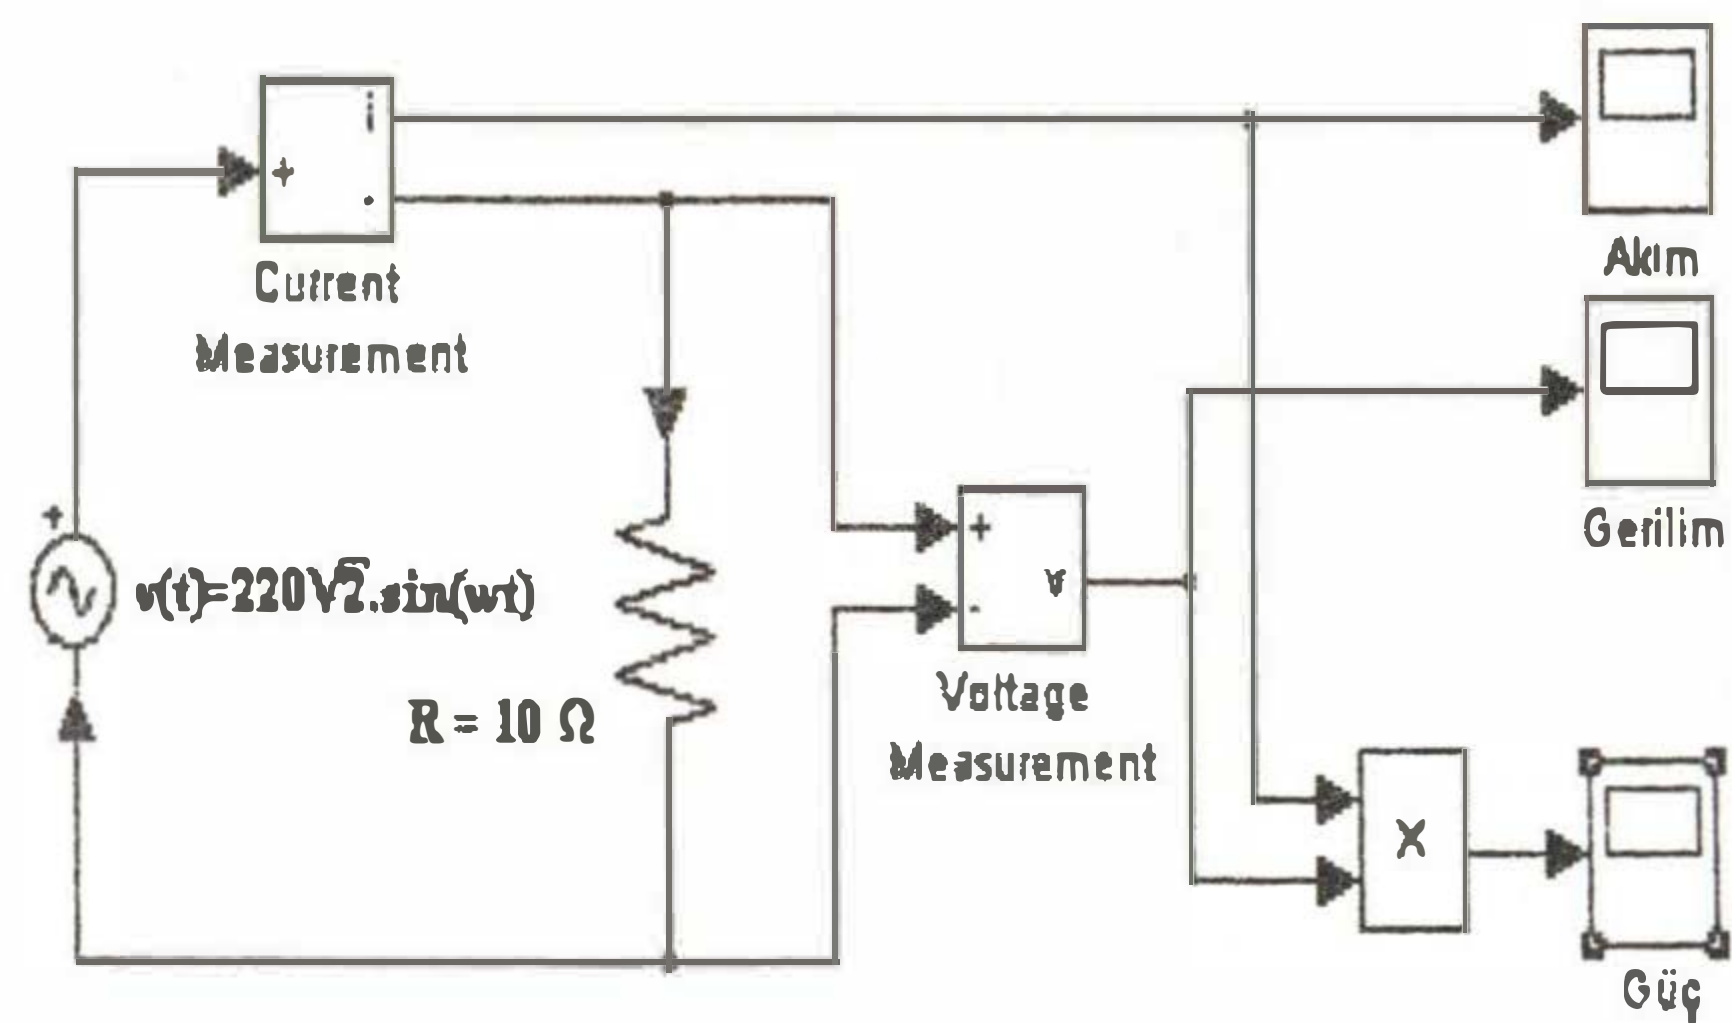 i
+
Current
Measurement
Akım
Gerilim
+
v(t)=220√2.sin(wt)
R = 10 Ω
+
v
-
Voltage
Measurement
X
Güç